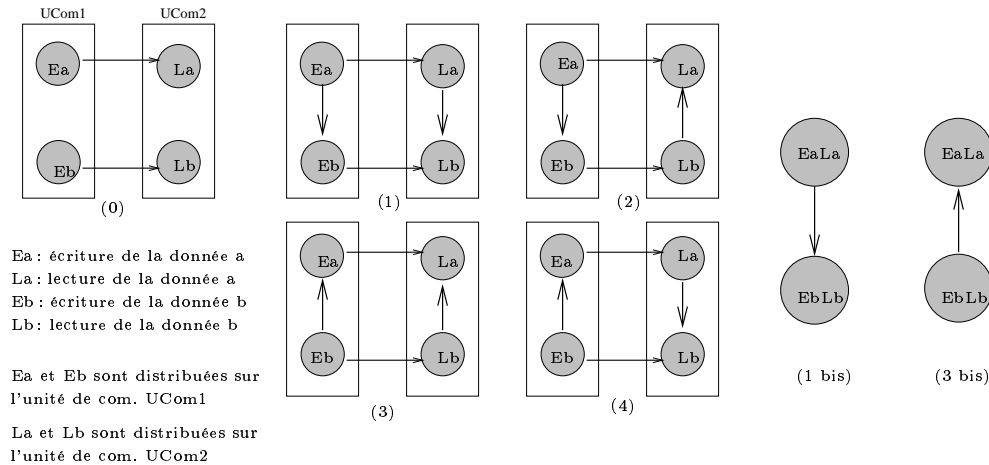 UCom1
UCom2
Ea
La
Eb
Lb
(0)
Ea
La
Eb
Lb
(1)
Ea
La
Eb
Lb
(2)
Ea : écriture de la donnée a
La : lecture de la donnée a
Eb : écriture de la donnée b
Lb : lecture de la donnée b
Ea et Eb sont distribuées sur
l'unité de com. UCom1
La et Lb sont distribuées sur
l'unité de com. UCom2
Ea
La
Eb
Lb
(3)
Ea
La
Eb
Lb
(4)
EaLa
EbLb
(1 bis)
EaLa
EbLb
(3 bis)